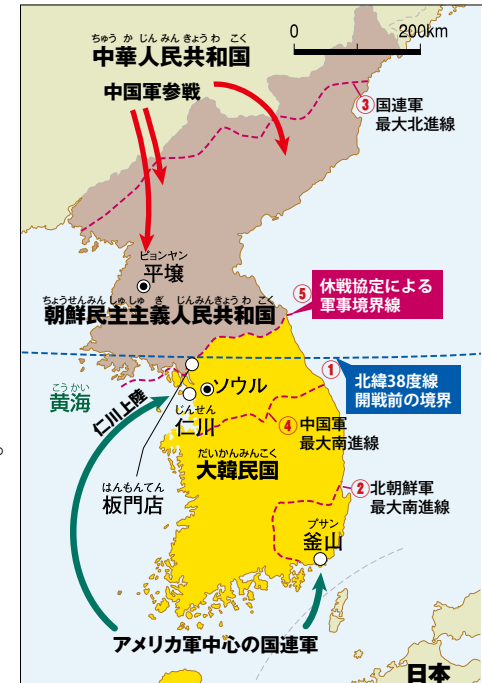 ちゅうかじんみんきょうわこく
中華人民共和国
中国軍参戦
0 200km
③国連軍
最大北進線
ピョンヤン
平壌
ちょうせんみんしゅしゅぎじんみんきょうわこく
朝鮮民主主義人民共和国
⑤
休戦協定による
軍事境界線
①
北緯38度線
開戦前の境界
こうかい
黄海
仁川上陸
ソウル
じんせん
仁川
④中国軍
最大南進線
だいかんみんこく
大韓民国
はんもんてん
板門店
②北朝鮮軍
最大南進線
プサン
釜山
アメリカ軍中心の国連軍
日本